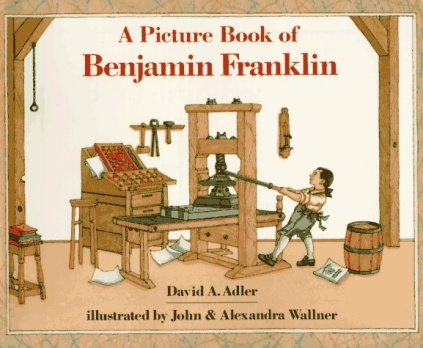 A Picture Book of
Benjamin Franklin
David A. Adler
illustrated by John & Alexandra Wallner